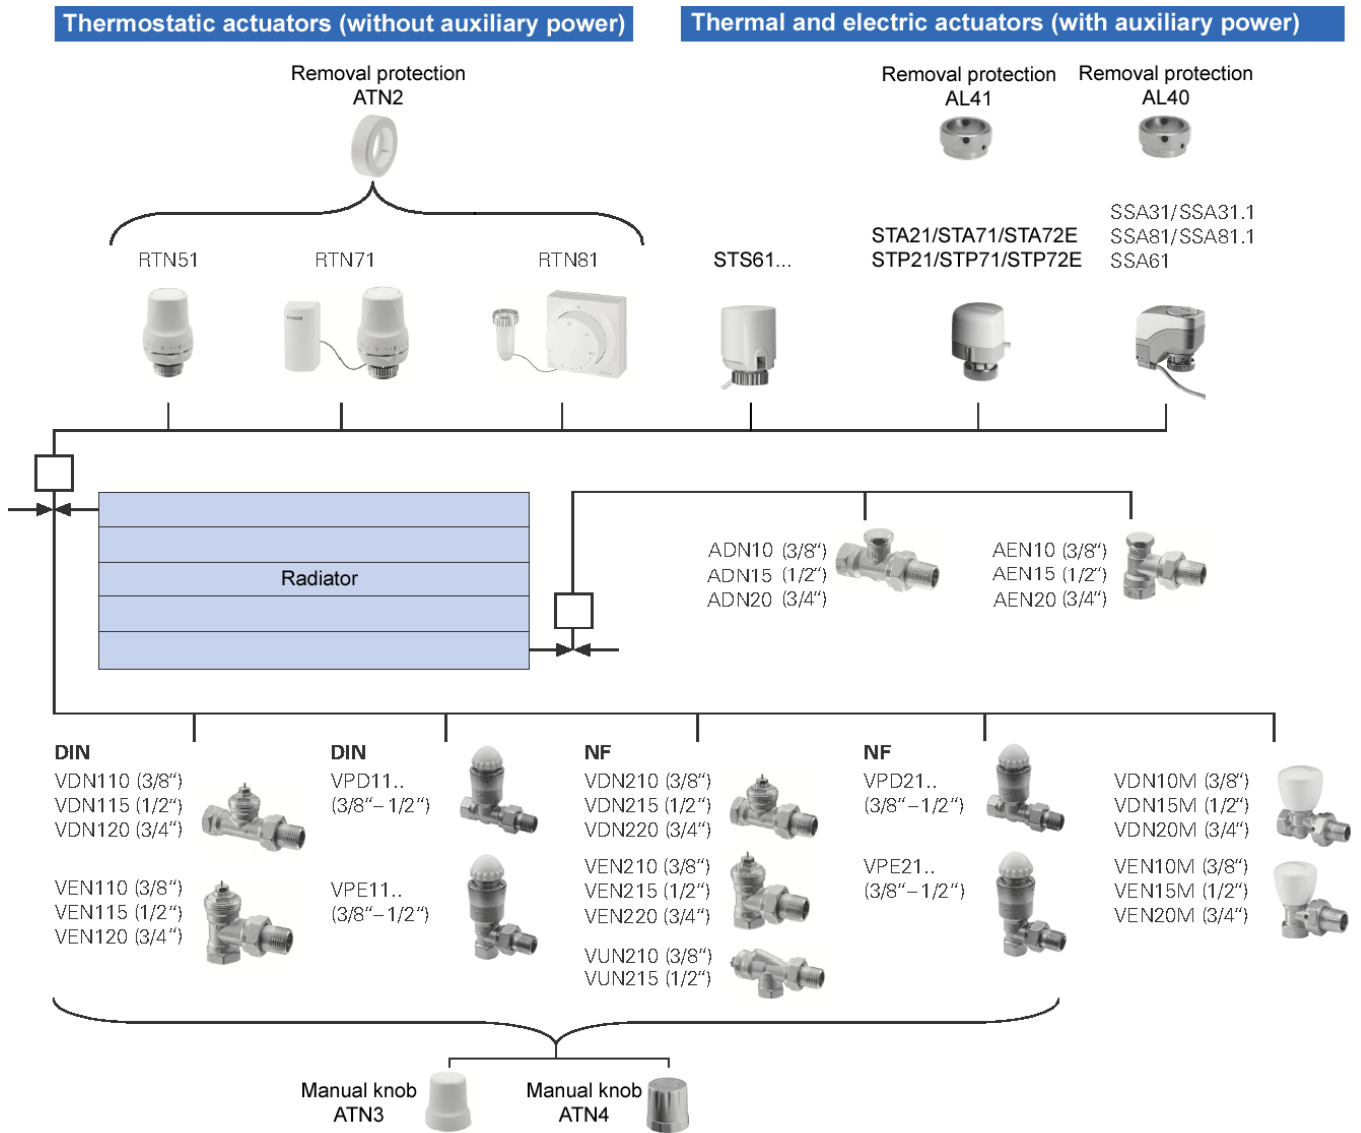 Thermostatic actuators (without auxiliary power)
Thermal and electric actuators (with auxiliary power)
Removal protection
ATN2
Removal protection
AL41
Removal protection
AL40
RTN51
RTN71
RTN81
STS61...
STA21/STA71/STA72E
STP21/STP71/STP72E
SSA31/SSA31.1
SSA81/SSA81.1
SSA61
Radiator
ADN10 (3/8“)
ADN15 (1/2“)
ADN20 (3/4“)
AEN10 (3/8“)
AEN15 (1/2“)
AEN20 (3/4“)
DIN
VDN110 (3/8“)
VDN115 (1/2“)
VDN120 (3/4“)
VEN110 (3/8“)
VEN115 (1/2“)
VEN120 (3/4“)
DIN
VPD11..
(3/8“–1/2“)
VPE11..
(3/8“–1/2“)
NF
VDN210 (3/8“)
VDN215 (1/2“)
VDN220 (3/4“)
VEN210 (3/8“)
VEN215 (1/2“)
VEN220 (3/4“)
VUN210 (3/8“)
VUN215 (1/2“)
NF
VPD21..
(3/8“–1/2“)
VPE21..
(3/8“–1/2“)
VDN10M (3/8“)
VDN15M (1/2“)
VDN20M (3/4“)
VEN10M (3/8“)
VEN15M (1/2“)
VEN20M (3/4“)
Manual knob
ATN3
Manual knob
ATN4